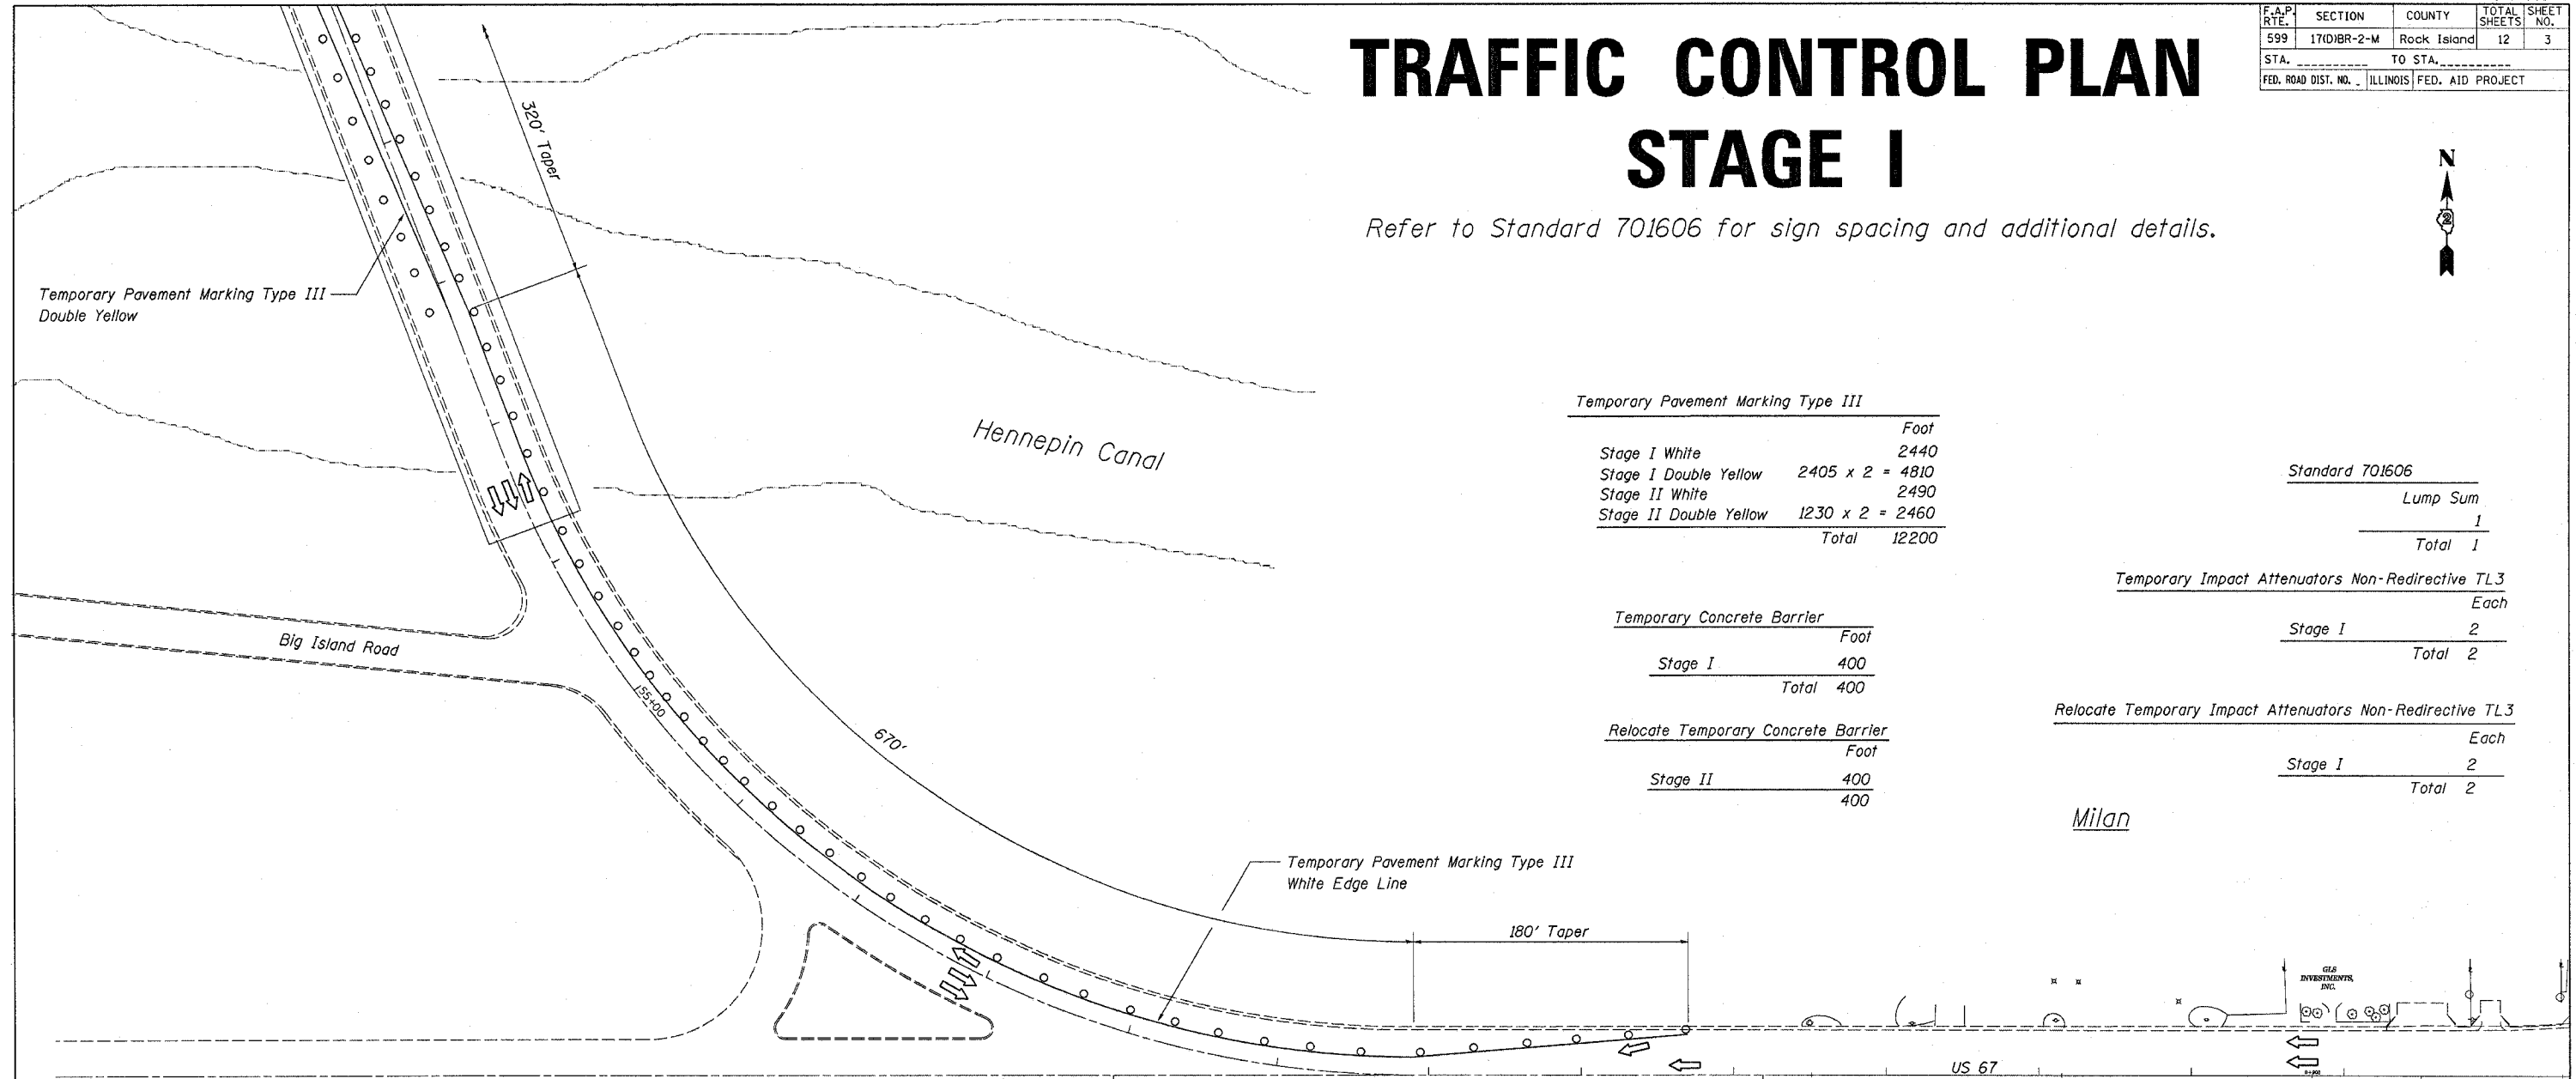 F.A.P. RTE. SECTION COUNTY TOTAL SHEETS SHEET NO.
599 17(D)BR-2-M Rock Island 12 3
STA. __________ TO STA.__________
FED. ROAD DIST. NO. _ ILLINOIS FED. AID PROJECT
TRAFFIC CONTROL PLAN
STAGE I
Refer to Standard 701606 for sign spacing and additional details.
N
2
320' Taper
Temporary Pavement Marking Type III
Double Yellow
Hennepin Canal
Temporary Pavement Marking Type III
Foot
Stage I White 2440
Stage I Double Yellow 2405 x 2 = 4810
Stage II White 2490
Stage II Double Yellow 1230 x 2 = 2460
Total 12200
Standard 701606
Lump Sum
1
Total 1
Temporary Impact Attenuators Non-Redirective TL3
Each
Stage I 2
Total 2
Temporary Concrete Barrier
Foot
Stage I 400
Total 400
Relocate Temporary Concrete Barrier
Foot
Stage II 400
400
Relocate Temporary Impact Attenuators Non-Redirective TL3
Each
Stage I 2
Total 2
Big Island Road
55+00
670'
Milan
Temporary Pavement Marking Type III
White Edge Line
180' Taper
GLS
INVESTMENTS,
INC.
US 67